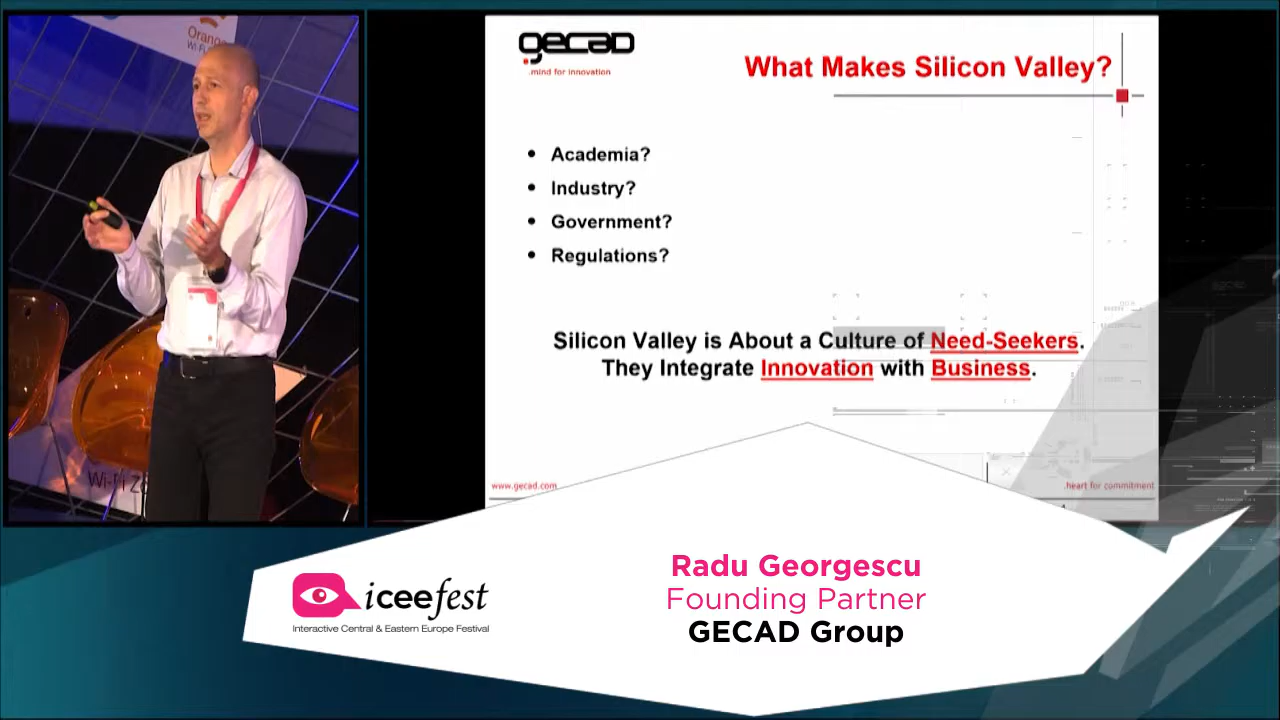 Orange
Wi-Fi
Wi-Fi Z
gecad
.mind for innovation
What Makes Silicon Valley?
• Academia?
• Industry?
• Government?
• Regulations?
Silicon Valley is About a Culture of Need-Seekers.
They Integrate Innovation with Business.
www.gecad.com
.heart for commitment
iceefest
Interactive Central & Eastern Europe Festival
Radu Georgescu
Founding Partner
GECAD Group